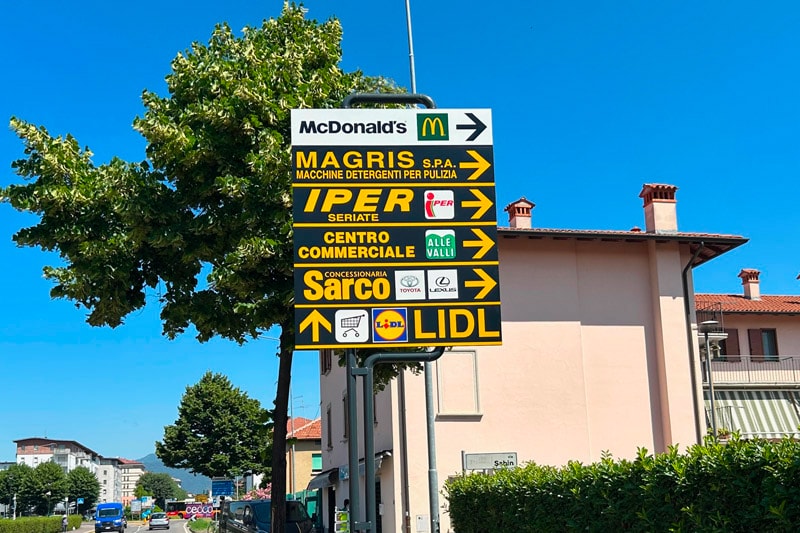 McDonald's M
MAGRIS S.P.A.
MACCHINE DETERGENTI PER PULIZIA
IPER iPER
SERIATE
CENTRO
COMMERCIALE
ALLE
VALLI
CONCESSIONARIA
Sarco
TOYOTA LEXUS
LIDL LIDL